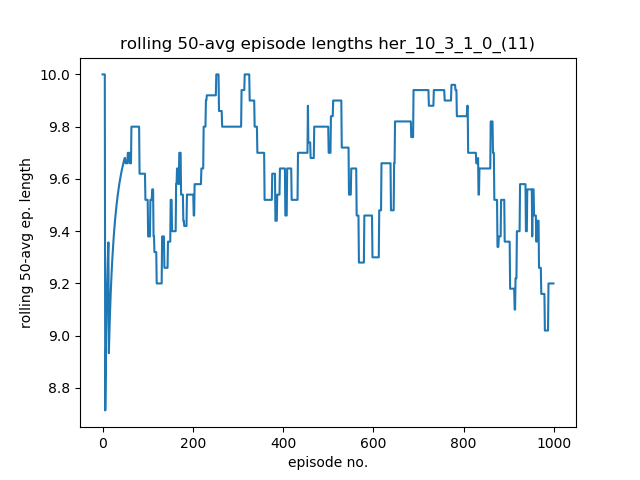 rolling 50-avg episode lengths her_10_3_1_0_(11)
10.0
9.8
9.6
9.4
9.2
9.0
8.8
rolling 50-avg ep. length
0 200 400 600 800 1000
episode no.